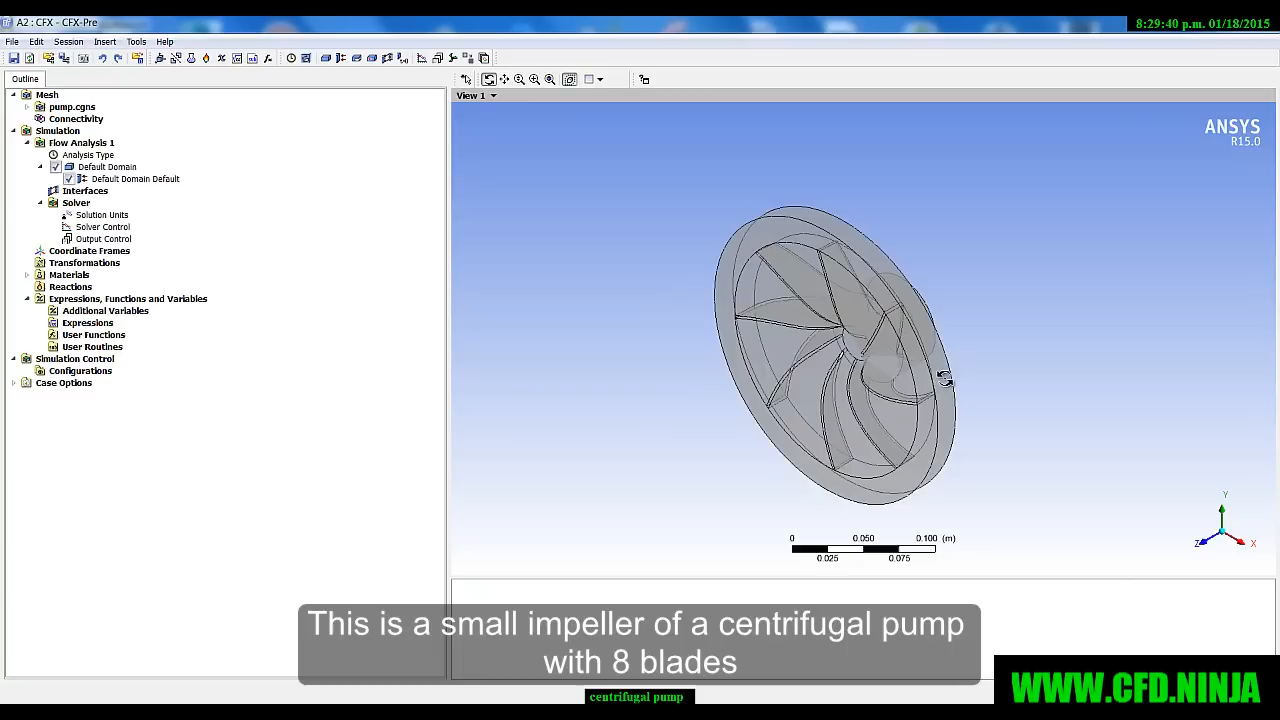 A2 : CFX - CFX-Pre
8:29:40 p.m. 01/18/2015
File Edit Session Insert Tools Help
Outline
View 1
Mesh
pump.cgns
Connectivity
Simulation
Flow Analysis 1
Analysis Type
Default Domain
Default Domain Default
Interfaces
Solver
Solution Units
Solver Control
Output Control
Coordinate Frames
Transformations
Materials
Reactions
Expressions, Functions and Variables
Additional Variables
Expressions
User Functions
User Routines
Simulation Control
Configurations
Case Options
ANSYS
R15.0
Y
Z
X
0 0.050 0.100 (m)
0.025 0.075
This is a small impeller of a centrifugal pump
with 8 blades
centrifugal pump
WWW.CFD.NINJA